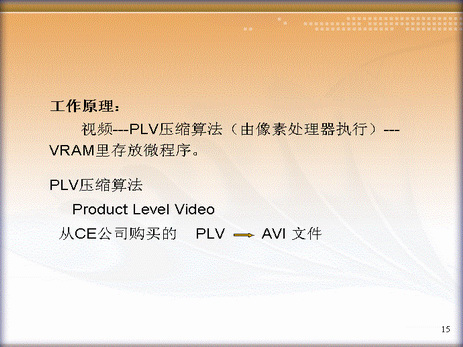 工作原理：
视频---PLV压缩算法（由像素处理器执行）---
VRAM里存放微程序。
PLV压缩算法
Product Level Video
从CE公司购买的 PLV AVI 文件
15